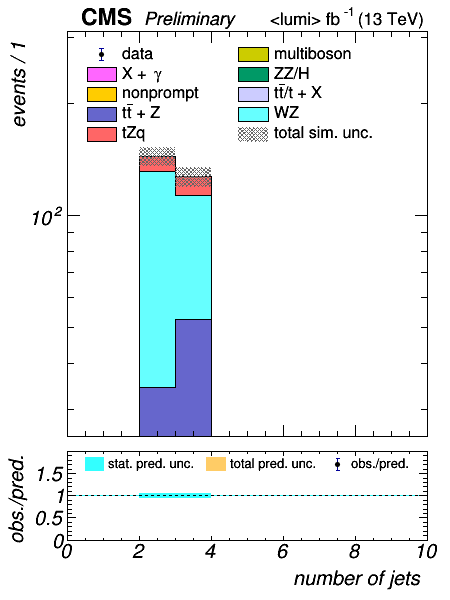 CMS Preliminary <lumi> fb⁻¹ (13 TeV)
events / 1
data
multiboson
X + γ
ZZ/H
nonprompt
tt̄/t + X
tt̄ + Z
WZ
tZq
total sim. unc.
10²
obs./pred.
stat. pred. unc. total pred. unc. obs./pred.
1.5
1
0.5
0
0 2 4 6 8 10
number of jets